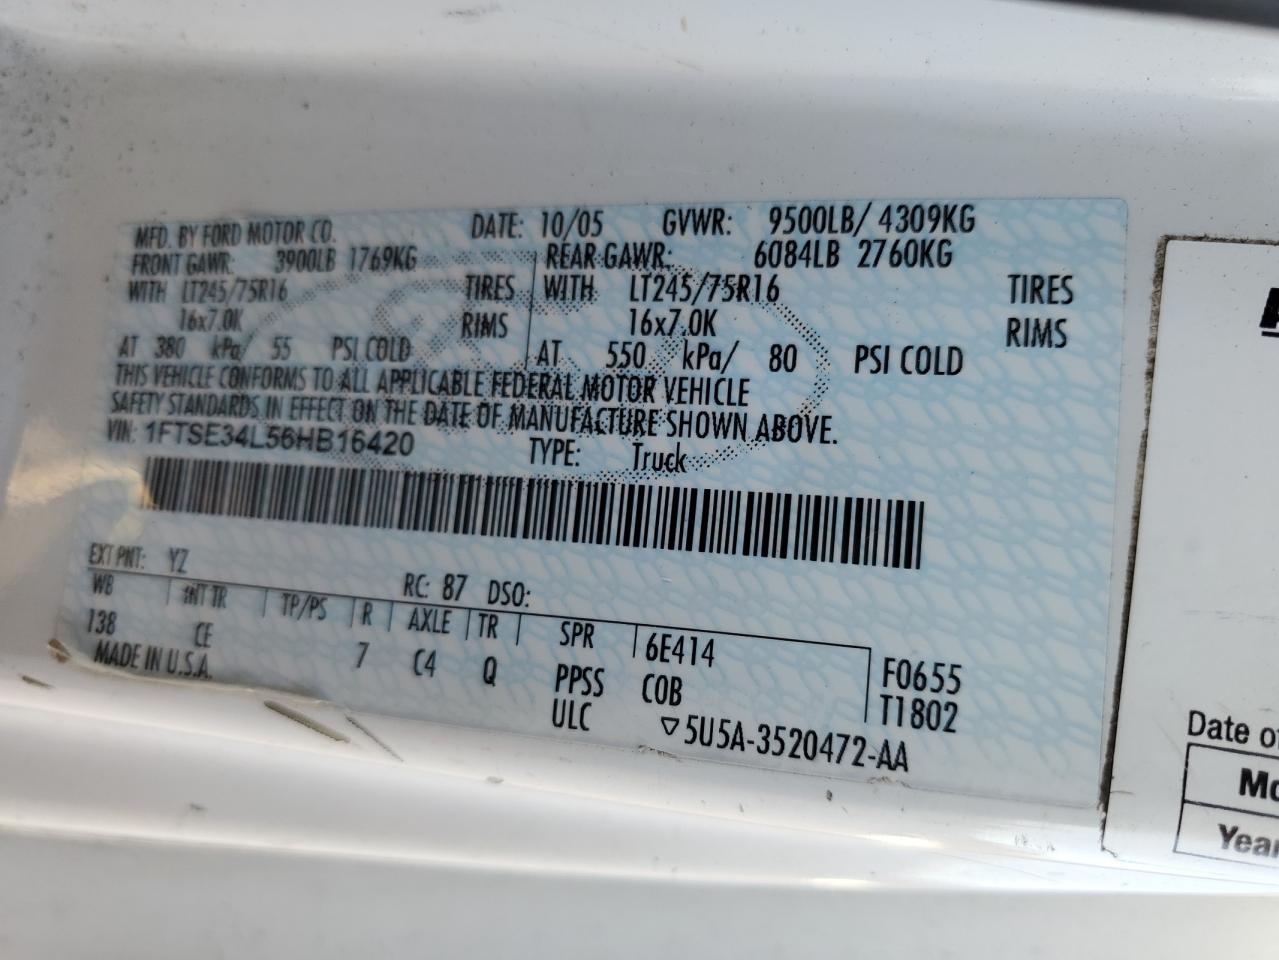 MFD. BY FORD MOTOR CO. DATE: 10/05 GVWR: 9500LB/ 4309KG
FRONT GAWR: 3900LB 1769KG REAR GAWR: 6084LB 2760KG
WITH LT245/75R16 TIRES WITH LT245/75R16 TIRES
16x7.0K RIMS 16x7.0K RIMS
AT 380 kPa/ 55 PSI COLD AT 550 kPa/ 80 PSI COLD
THIS VEHICLE CONFORMS TO ALL APPLICABLE FEDERAL MOTOR VEHICLE
SAFETY STANDARDS IN EFFECT ON THE DATE OF MANUFACTURE SHOWN ABOVE.
VIN: 1FTSE34L56HB16420 TYPE: Truck
EXT PNT: YZ RC: 87 DSO:
WB INT TR TP/PS R AXLE TR SPR 6E414 F0655
138 CE 7 C4 Q PPSS COB T1802
MADE IN U.S.A. ULC ▽5U5A-3520472-AA
Date of
Mo
Year